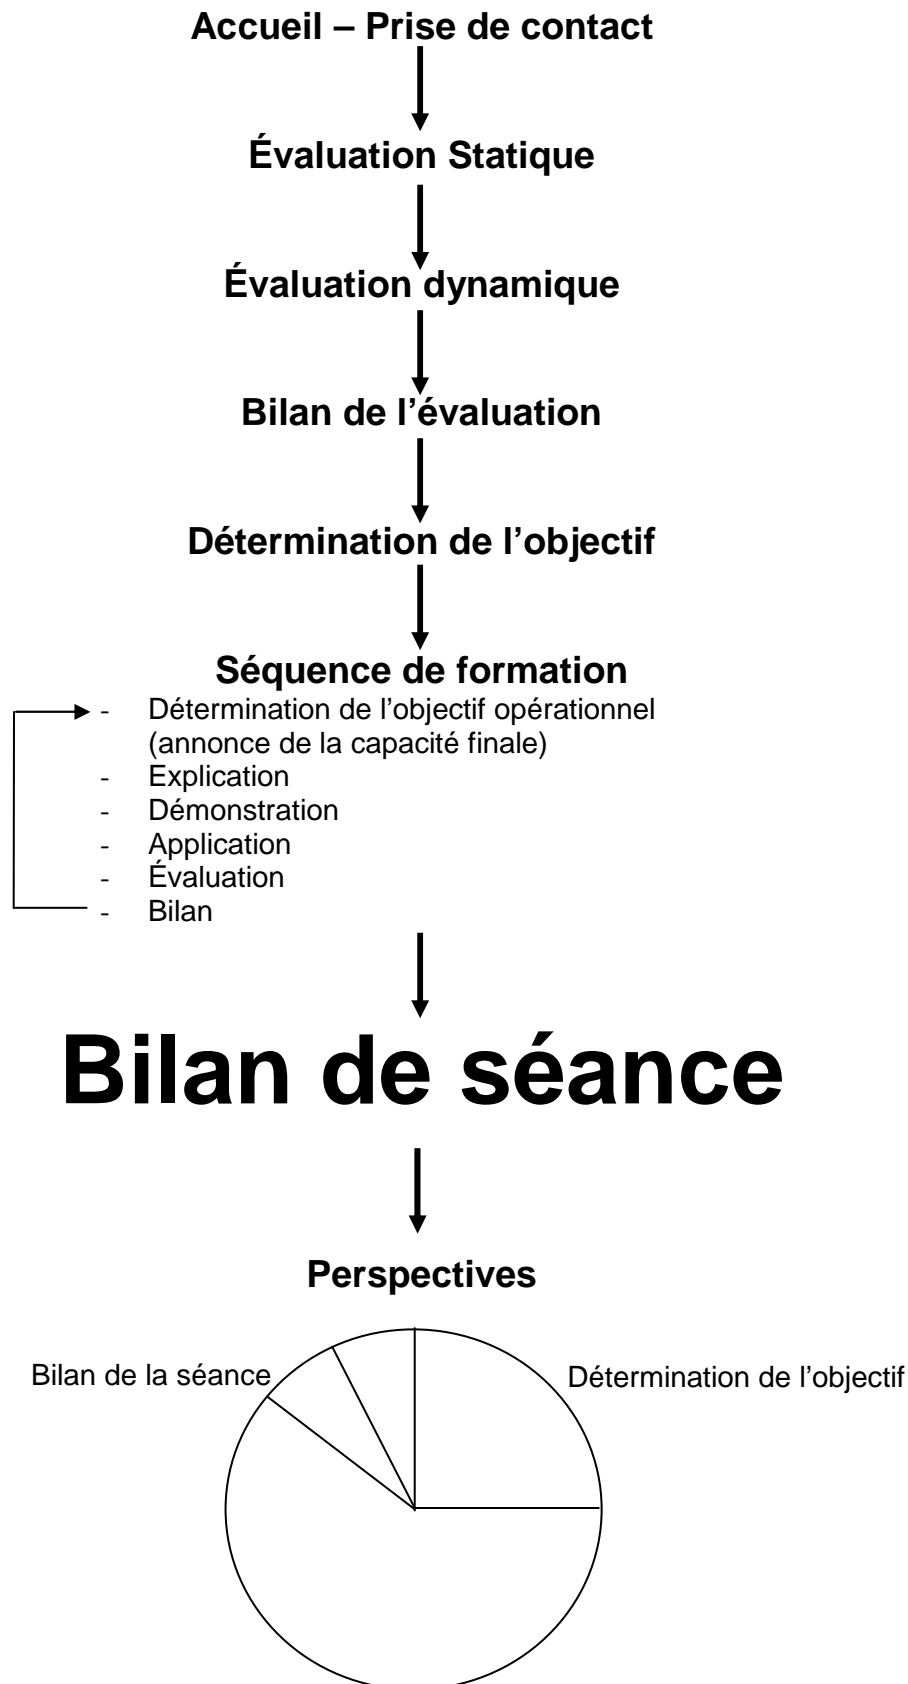 Accueil – Prise de contact
Évaluation Statique
Évaluation dynamique
Bilan de l’évaluation
Détermination de l’objectif
Séquence de formation
- Détermination de l’objectif opérationnel
(annonce de la capacité finale)
- Explication
- Démonstration
- Application
- Évaluation
- Bilan
Bilan de séance
Perspectives
Bilan de la séance
Détermination de l’objectif